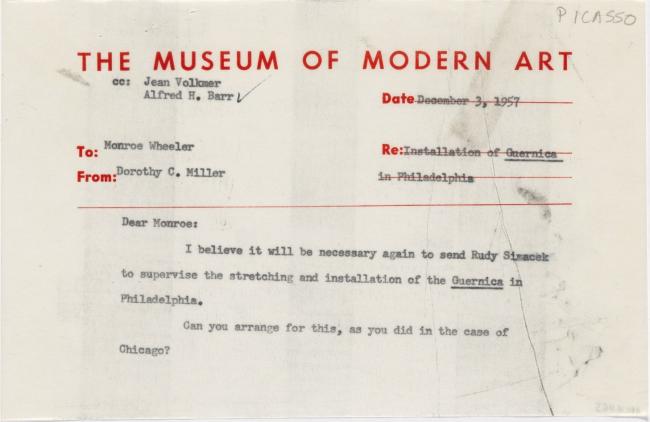 PICASSO
THE MUSEUM OF MODERN ART
cc: Jean Volkmer
Alfred H. Barr
Date December 3, 1957
To: Monroe Wheeler
Re: Installation of Guernica
From: Dorothy C. Miller
in Philadelphia
Dear Monroe:
I believe it will be necessary again to send Rudy Simacek
to supervise the stretching and installation of the Guernica in
Philadelphia.
Can you arrange for this, as you did in the case of
Chicago?